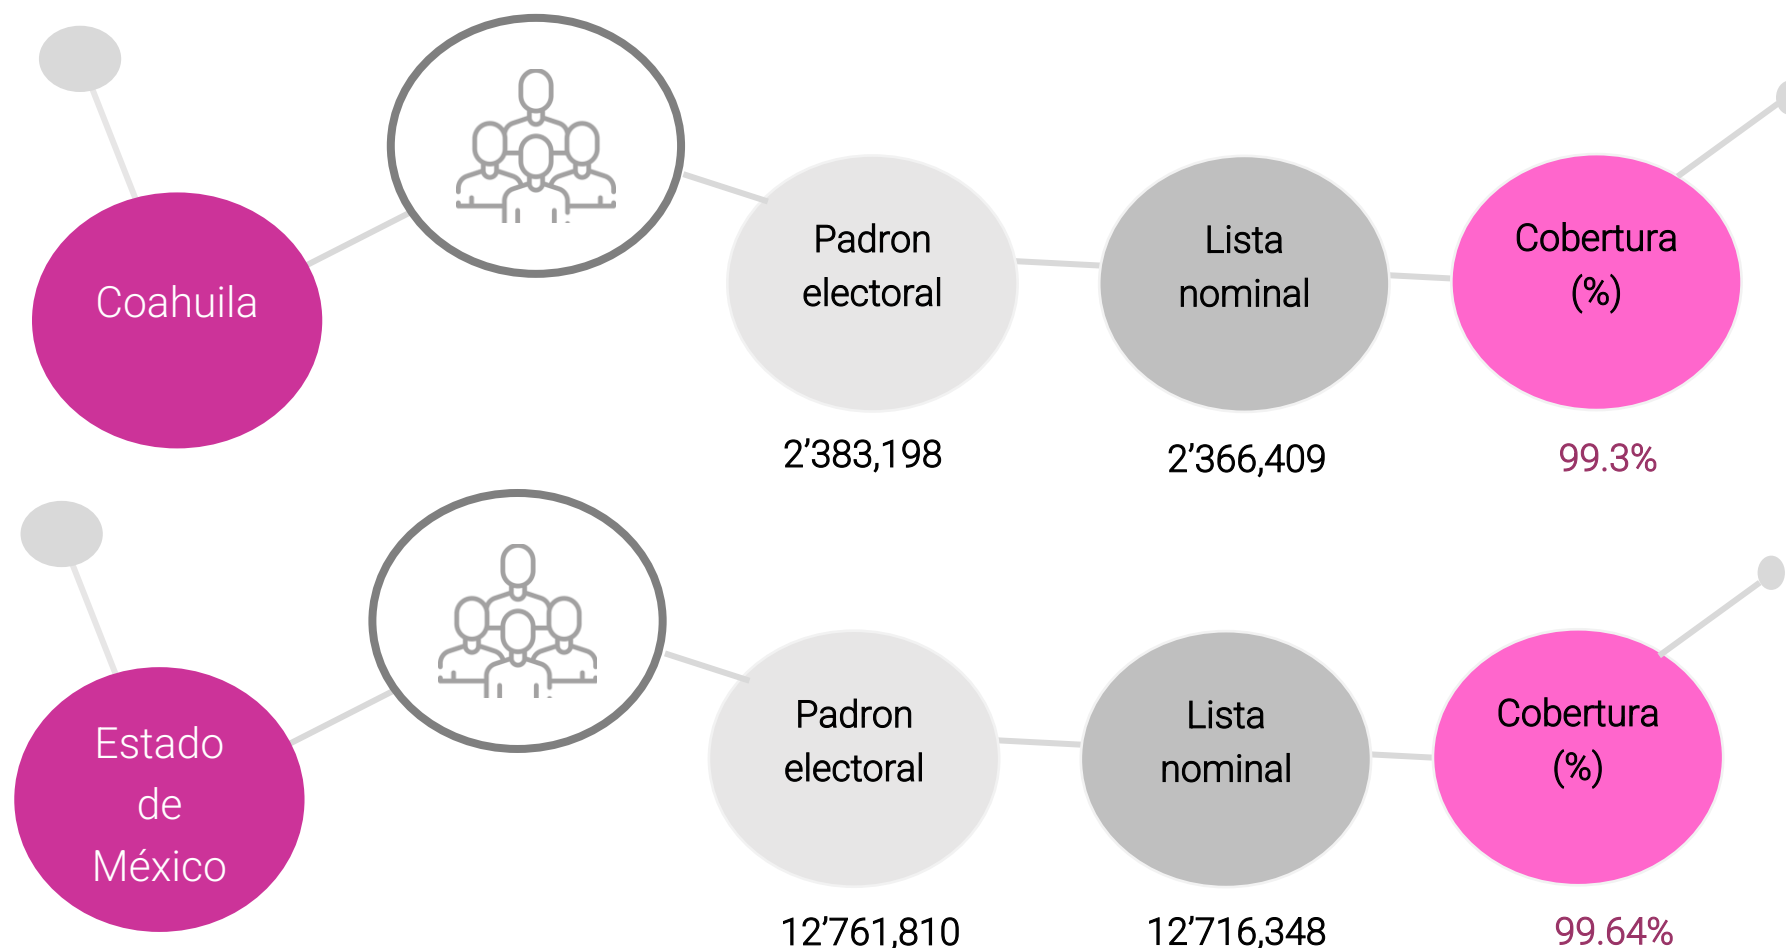 Coahuila
Padron
electoral
Lista
nominal
Cobertura
(%)
2’383,198
2’366,409
99.3%
Estado
de
México
Padron
electoral
Lista
nominal
Cobertura
(%)
12’761,810
12’716,348
99.64%